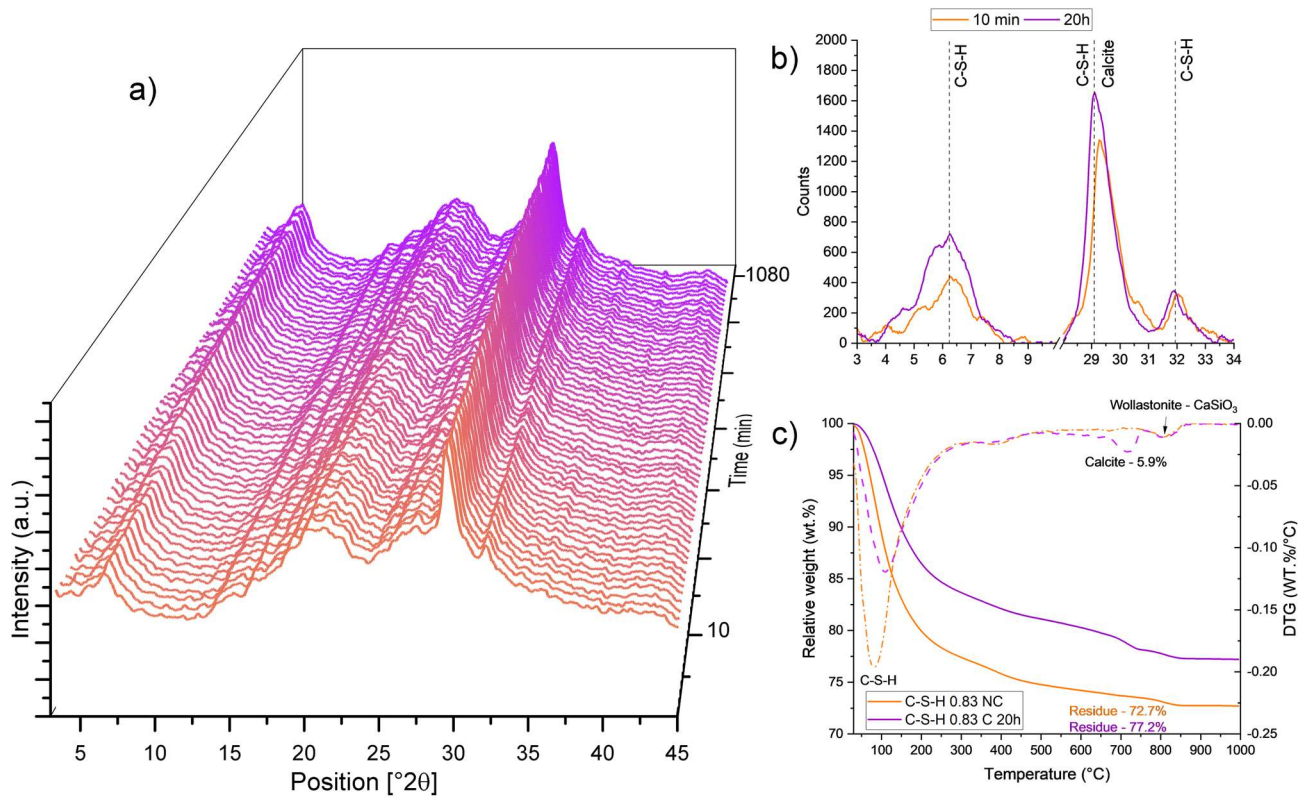 a)
1080
Time (min)
10
Intensity (a.u.)
5 10 15 20 25 30 35 40 45
Position [°2θ]
10 min 20h
b)
C-S-H
C-S-H
Calcite
C-S-H
2000
1800
1600
1400
1200
1000
800
600
400
200
0
Counts
3 4 5 6 7 8 9 29 30 31 32 33 34
Wollastonite - CaSiO₃
c)
Calcite - 5.9%
100
95
90
85
80
75
70
Relative weight (wt.%)
0.00
-0.05
-0.10
-0.15
-0.20
-0.25
DTG (WT.%/°C)
C-S-H
C-S-H 0.83 NC
C-S-H 0.83 C 20h
Residue - 72.7%
Residue - 77.2%
100 200 300 400 500 600 700 800 900 1000
Temperature (°C)